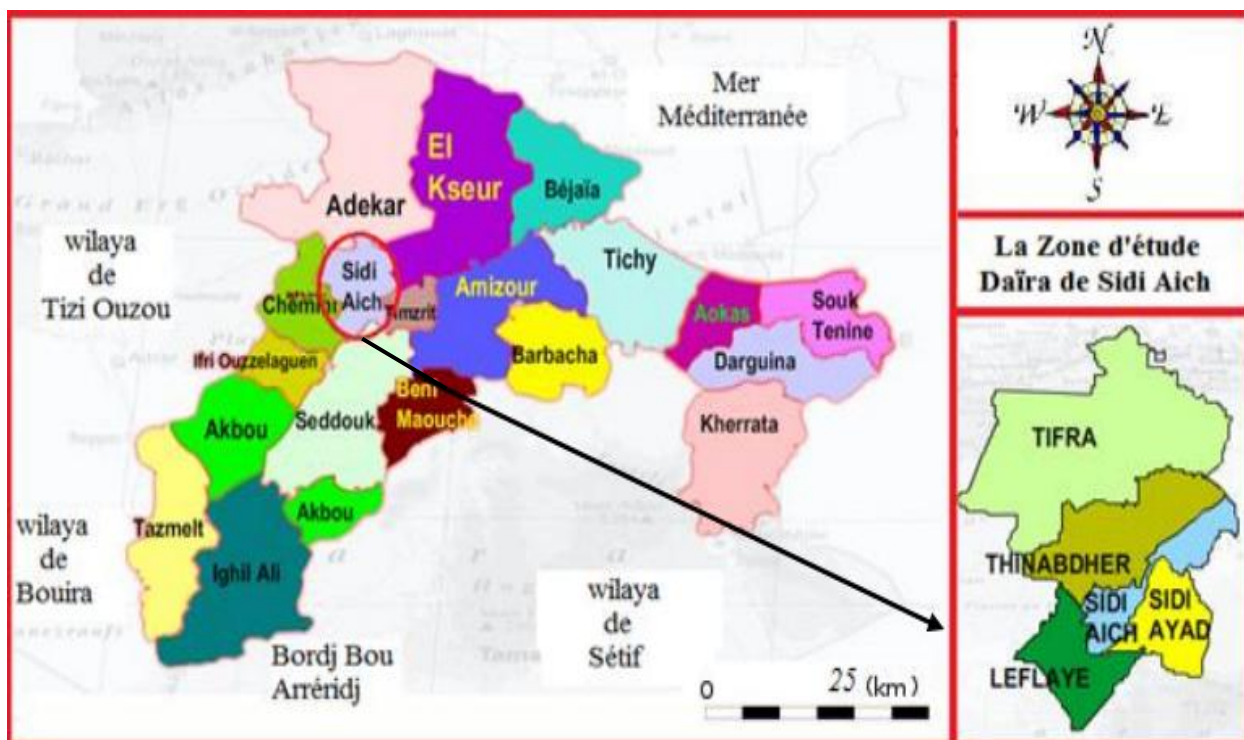 Mer
Méditerranée
El
Kseur
Béjaïa
Adekar
wilaya
de
Tizi Ouzou
Sidi
Aich
Tichy
Amizour
Aokas
Souk
Tenine
Barbacha
Darguina
Ifri Ouzzelaguen
Beni
Maouche
Seddouk
Akbou
Kherrata
Tazmelt
Akbou
wilaya
de
Bouira
Ighil Ali
wilaya
de
Sétif
Bordj Bou
Arréridj
0 25 (km)
N
W E
S
La Zone d'étude
Daïra de Sidi Aich
TIFRA
THINABDHER
SIDI
AICH
SIDI
AYAD
LEFLAYE